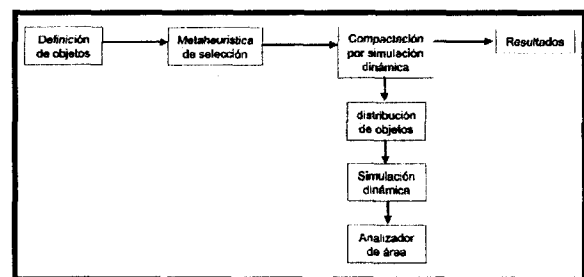 Definición
de objetos
Metaheurística
de selección
Compactación
por simulación
dinámica
Resultados
distribución
de objetos
Simulación
dinámica
Analizador
de área